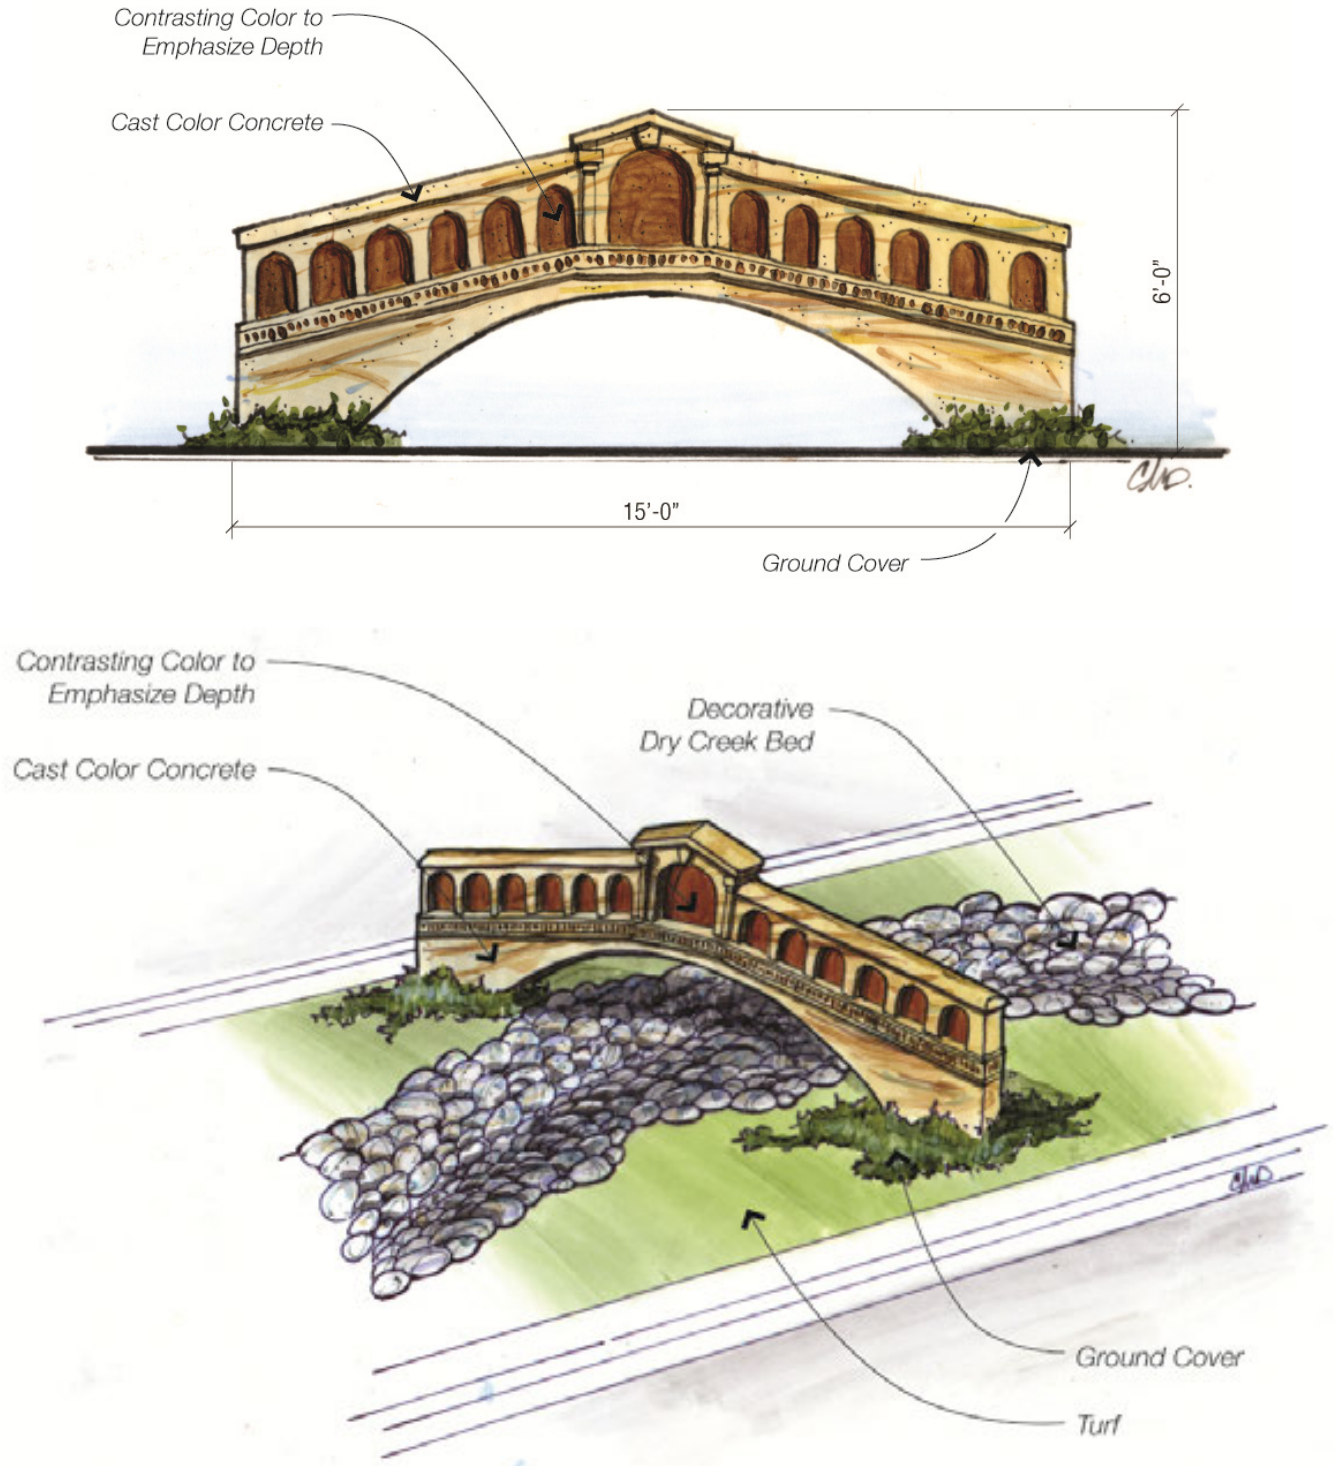 Contrasting Color to
Emphasize Depth
Cast Color Concrete
6'-0"
15'-0"
Ground Cover
Contrasting Color to
Emphasize Depth
Decorative
Dry Creek Bed
Cast Color Concrete
Ground Cover
Turf